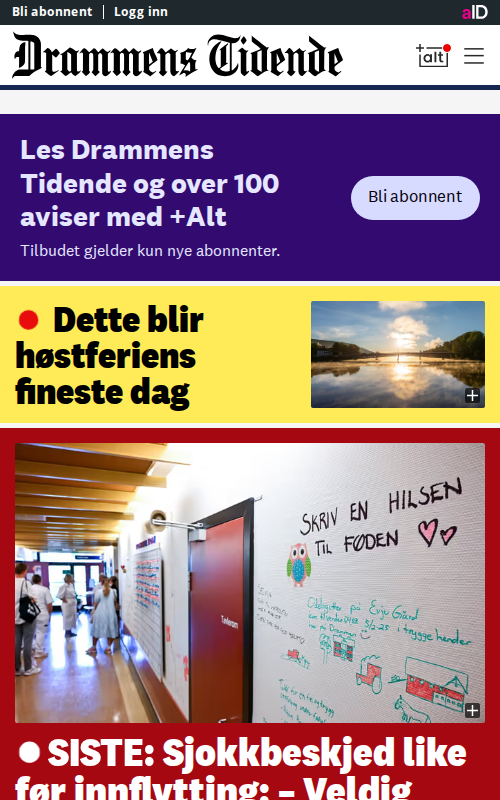 Bli abonnent | Logg inn
aID
Drammens Tidende
+alt
Les Drammens
Tidende og over 100
aviser med +Alt
Tilbudet gjelder kun nye abonnenter.
Bli abonnent
Dette blir
høstferiens
fineste dag
SKRIV EN HILSEN
TIL FØDEN
i trygge hender
SISTE: Sjokkbeskjed like
før innflytting: – Veldig